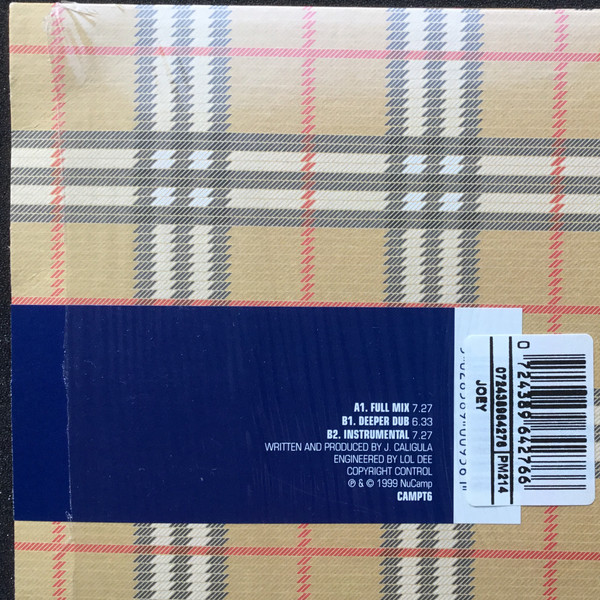 A1. FULL MIX 7.27
B1. DEEPER DUB 6.33
B2. INSTRUMENTAL 7.27
WRITTEN AND PRODUCED BY J. CALIGULA
ENGINEERED BY LOL DEE
COPYRIGHT CONTROL
℗ & © 1999 NuCamp
CAMPT6
0 724389 642766
072438964276 PM214
JOEY